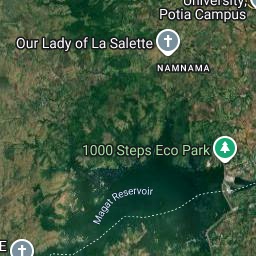 University,
Potia Campus
Our Lady of La Salette
NAMNAMA
1000 Steps Eco Park
Magat Reservoir
E